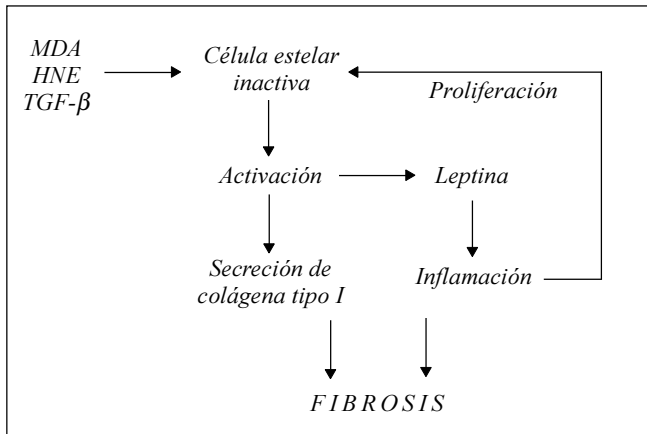 MDA
HNE
TGF-β
Célula estelar
inactiva
Proliferación
Activación
Leptina
Secreción de
colágena tipo I
Inflamación
FIBROSIS